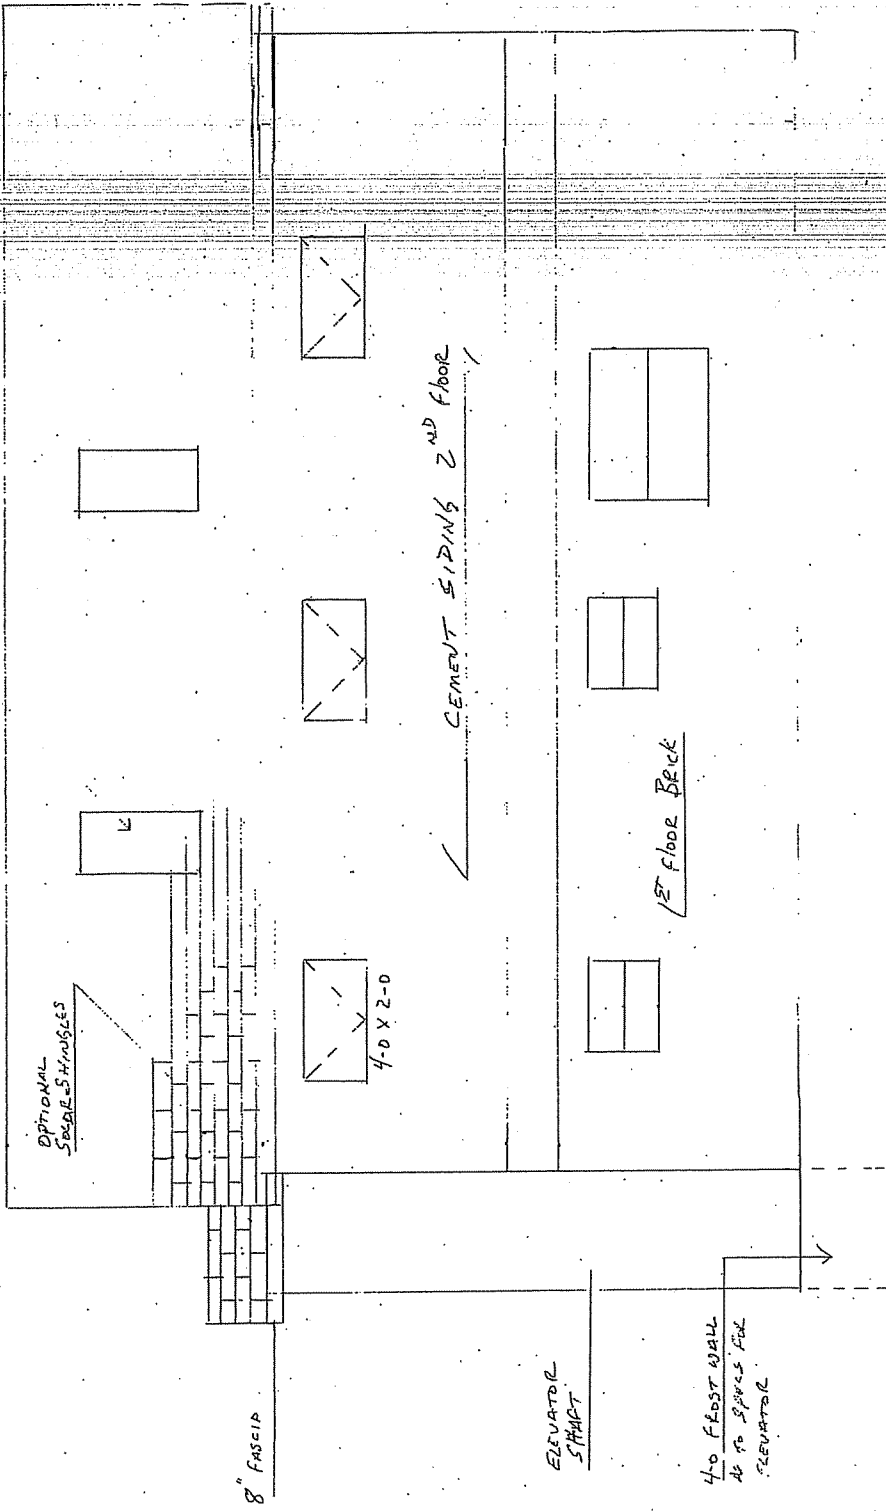 OPTIONAL
SOLAR SHINGLES
4-0 X 2-0
CEMENT SIDING 2ND FLOOR
1ST FLOOR BRICK
8" FASCIA
ELEVATOR
SHAFT
4-0 FROST WALL
AS TO SPECS FOR
ELEVATOR